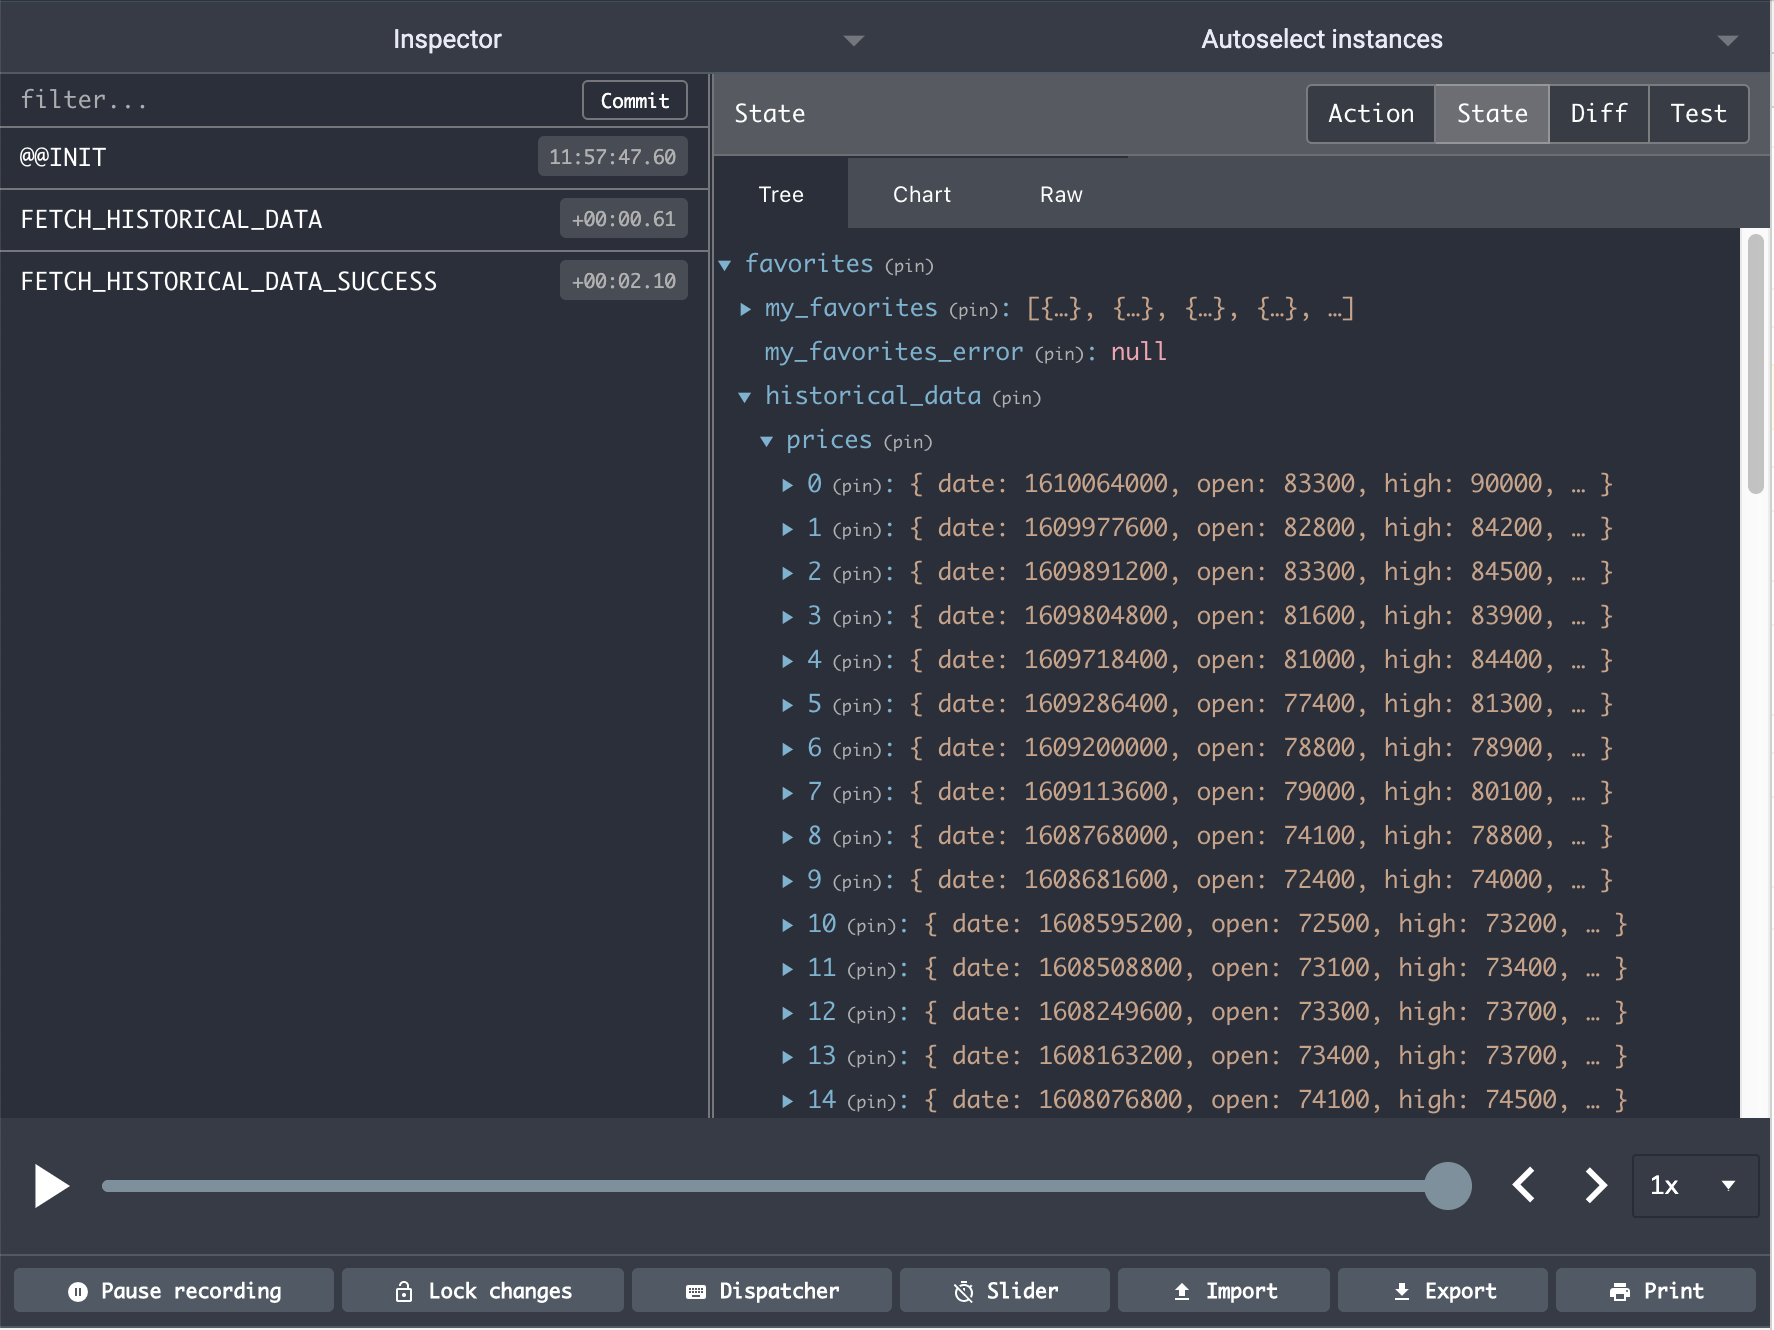 Inspector
Autoselect instances
filter...
Commit
@@INIT
11:57:47.60
FETCH_HISTORICAL_DATA
+00:00.61
FETCH_HISTORICAL_DATA_SUCCESS
+00:02.10
State
Action
State
Diff
Test
Tree
Chart
Raw
favorites (pin)
my_favorites (pin): [{…}, {…}, {…}, {…}, …]
my_favorites_error (pin): null
historical_data (pin)
prices (pin)
0 (pin): { date: 1610064000, open: 83300, high: 90000, … }
1 (pin): { date: 1609977600, open: 82800, high: 84200, … }
2 (pin): { date: 1609891200, open: 83300, high: 84500, … }
3 (pin): { date: 1609804800, open: 81600, high: 83900, … }
4 (pin): { date: 1609718400, open: 81000, high: 84400, … }
5 (pin): { date: 1609286400, open: 77400, high: 81300, … }
6 (pin): { date: 1609200000, open: 78800, high: 78900, … }
7 (pin): { date: 1609113600, open: 79000, high: 80100, … }
8 (pin): { date: 1608768000, open: 74100, high: 78800, … }
9 (pin): { date: 1608681600, open: 72400, high: 74000, … }
10 (pin): { date: 1608595200, open: 72500, high: 73200, … }
11 (pin): { date: 1608508800, open: 73100, high: 73400, … }
12 (pin): { date: 1608249600, open: 73300, high: 73700, … }
13 (pin): { date: 1608163200, open: 73400, high: 73700, … }
14 (pin): { date: 1608076800, open: 74100, high: 74500, … }
1x
Pause recording
Lock changes
Dispatcher
Slider
Import
Export
Print